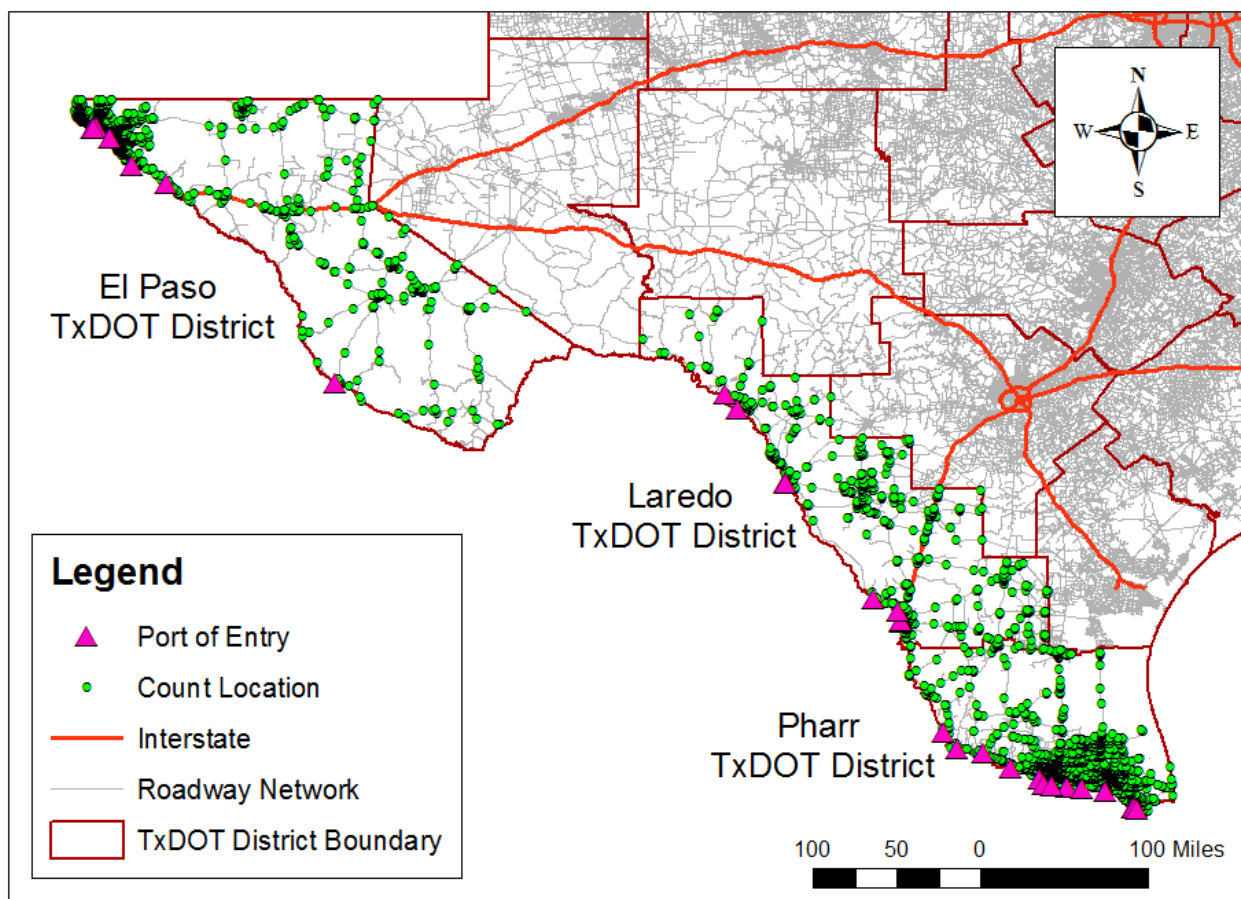 N
W E
S
El Paso
TxDOT District
Laredo
TxDOT District
Pharr
TxDOT District
Legend
Port of Entry
Count Location
Interstate
Roadway Network
TxDOT District Boundary
100 50 0 100 Miles